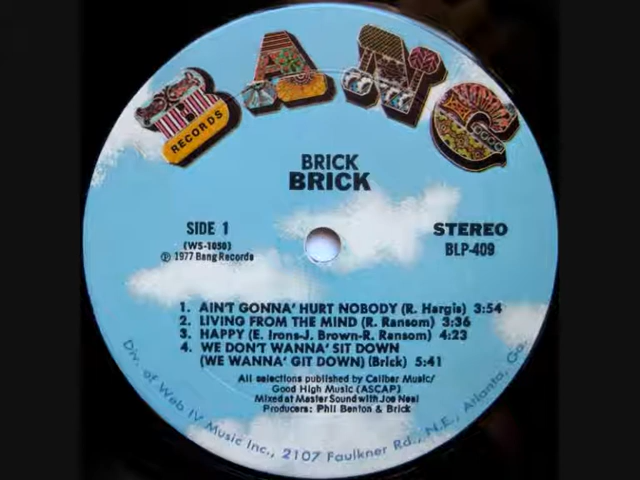 BANG
RECORDS
BRICK
BRICK
SIDE 1
(WS-1050)
℗ 1977 Bang Records
STEREO
BLP-409
1. AIN'T GONNA' HURT NOBODY (R. Hargis) 3:54
2. LIVING FROM THE MIND (R. Ransom) 3:36
3. HAPPY (E. Irons-J. Brown-R. Ransom) 4:23
4. WE DON'T WANNA' SIT DOWN
(WE WANNA' GIT DOWN) (Brick) 5:41
All selections published by Caliber Music/
Good High Music (ASCAP)
Mixed at Master Sound with Joe Neal
Producers: Phil Benton & Brick
Div. of Web IV Music Inc., 2107 Faulkner Rd., N.E., Atlanta, Ga.